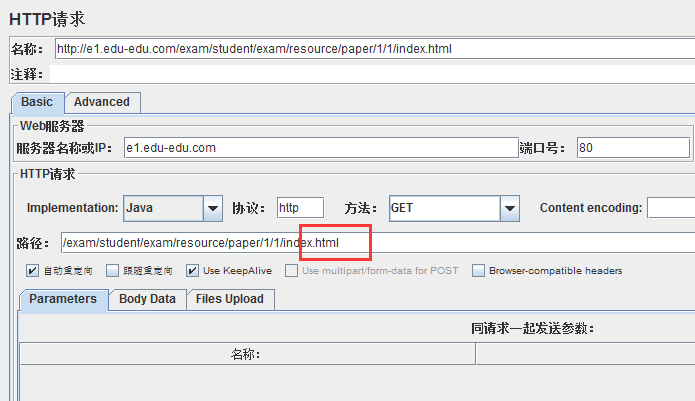 HTTP请求
名称： http://e1.edu-edu.com/exam/student/exam/resource/paper/1/1/index.html
注释：
Basic Advanced
Web服务器
服务器名称或IP： e1.edu-edu.com 端口号： 80
HTTP请求
Implementation: Java 协议： http 方法： GET Content encoding:
路径： /exam/student/exam/resource/paper/1/1/index.html
自动重定向 跟随重定向 Use KeepAlive Use multipart/form-data for POST Browser-compatible headers
Parameters Body Data Files Upload
同请求一起发送参数：
名称：